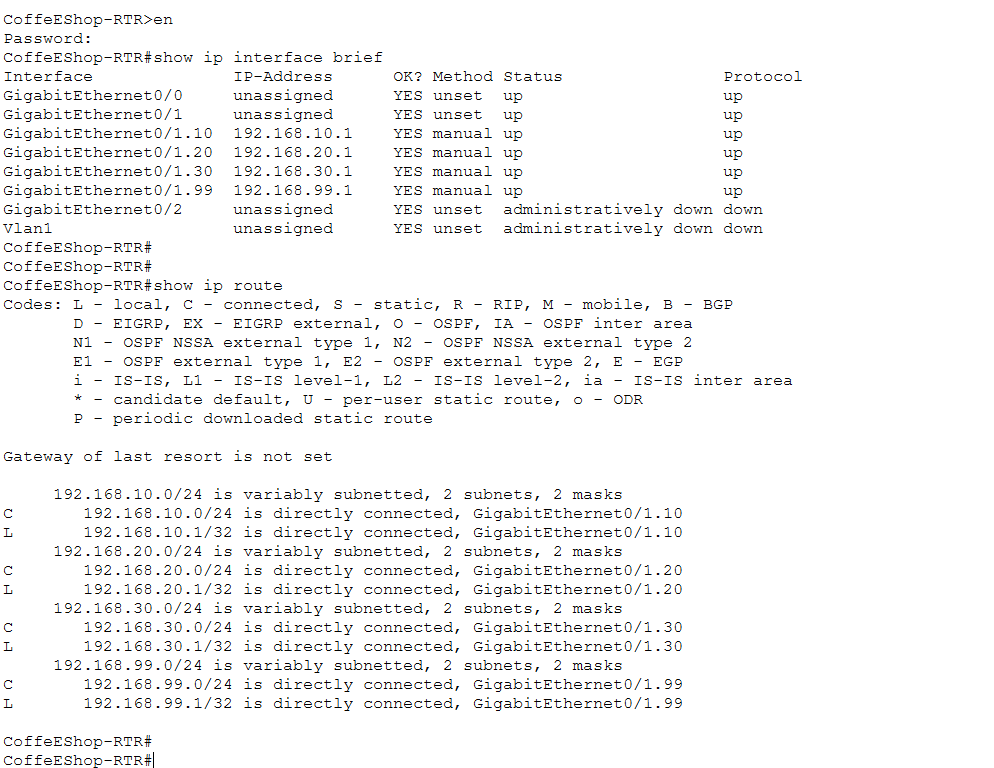 CoffeEShop-RTR>en
Password:
CoffeEShop-RTR#show ip interface brief
Interface              IP-Address      OK? Method Status                Protocol
GigabitEthernet0/0     unassigned      YES unset  up                    up
GigabitEthernet0/1     unassigned      YES unset  up                    up
GigabitEthernet0/1.10  192.168.10.1    YES manual up                    up
GigabitEthernet0/1.20  192.168.20.1    YES manual up                    up
GigabitEthernet0/1.30  192.168.30.1    YES manual up                    up
GigabitEthernet0/1.99  192.168.99.1    YES manual up                    up
GigabitEthernet0/2     unassigned      YES unset  administratively down down
Vlan1                  unassigned      YES unset  administratively down down
CoffeEShop-RTR#
CoffeEShop-RTR#
CoffeEShop-RTR#show ip route
Codes: L - local, C - connected, S - static, R - RIP, M - mobile, B - BGP
       D - EIGRP, EX - EIGRP external, O - OSPF, IA - OSPF inter area
       N1 - OSPF NSSA external type 1, N2 - OSPF NSSA external type 2
       E1 - OSPF external type 1, E2 - OSPF external type 2, E - EGP
       i - IS-IS, L1 - IS-IS level-1, L2 - IS-IS level-2, ia - IS-IS inter area
       * - candidate default, U - per-user static route, o - ODR
       P - periodic downloaded static route

Gateway of last resort is not set

     192.168.10.0/24 is variably subnetted, 2 subnets, 2 masks
C       192.168.10.0/24 is directly connected, GigabitEthernet0/1.10
L       192.168.10.1/32 is directly connected, GigabitEthernet0/1.10
     192.168.20.0/24 is variably subnetted, 2 subnets, 2 masks
C       192.168.20.0/24 is directly connected, GigabitEthernet0/1.20
L       192.168.20.1/32 is directly connected, GigabitEthernet0/1.20
     192.168.30.0/24 is variably subnetted, 2 subnets, 2 masks
C       192.168.30.0/24 is directly connected, GigabitEthernet0/1.30
L       192.168.30.1/32 is directly connected, GigabitEthernet0/1.30
     192.168.99.0/24 is variably subnetted, 2 subnets, 2 masks
C       192.168.99.0/24 is directly connected, GigabitEthernet0/1.99
L       192.168.99.1/32 is directly connected, GigabitEthernet0/1.99

CoffeEShop-RTR#
CoffeEShop-RTR#